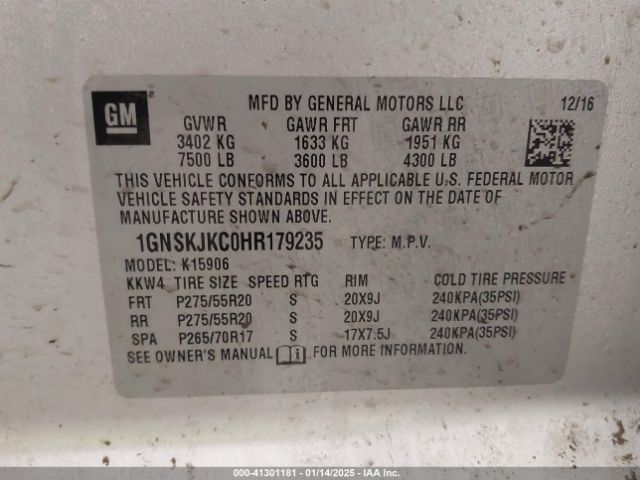 GM
MFD BY GENERAL MOTORS LLC 12/16
GVWR GAWR FRT GAWR RR
3402 KG 1633 KG 1951 KG
7500 LB 3600 LB 4300 LB
THIS VEHICLE CONFORMS TO ALL APPLICABLE U.S. FEDERAL MOTOR
VEHICLE SAFETY STANDARDS IN EFFECT ON THE DATE OF
MANUFACTURE SHOWN ABOVE.
1GNSKJKC0HR179235 TYPE: M.P.V.
MODEL: K15906
KKW4 TIRE SIZE SPEED RTG RIM COLD TIRE PRESSURE
FRT P275/55R20 S 20X9J 240KPA(35PSI)
RR P275/55R20 S 20X9J 240KPA(35PSI)
SPA P265/70R17 S 17X7.5J 240KPA(35PSI)
SEE OWNER'S MANUAL FOR MORE INFORMATION.
000-41301181 - 01/14/2025 - IAA Inc.